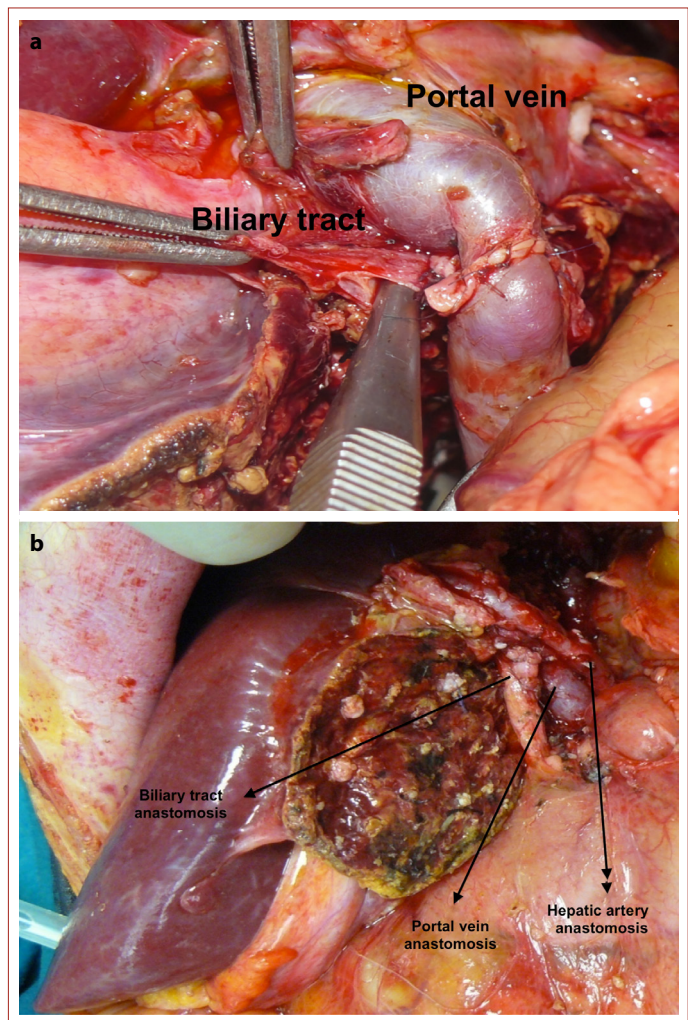 a
Portal vein
Biliary tract
b
Biliary tract
anastomosis
Portal vein
anastomosis
Hepatic artery
anastomosis